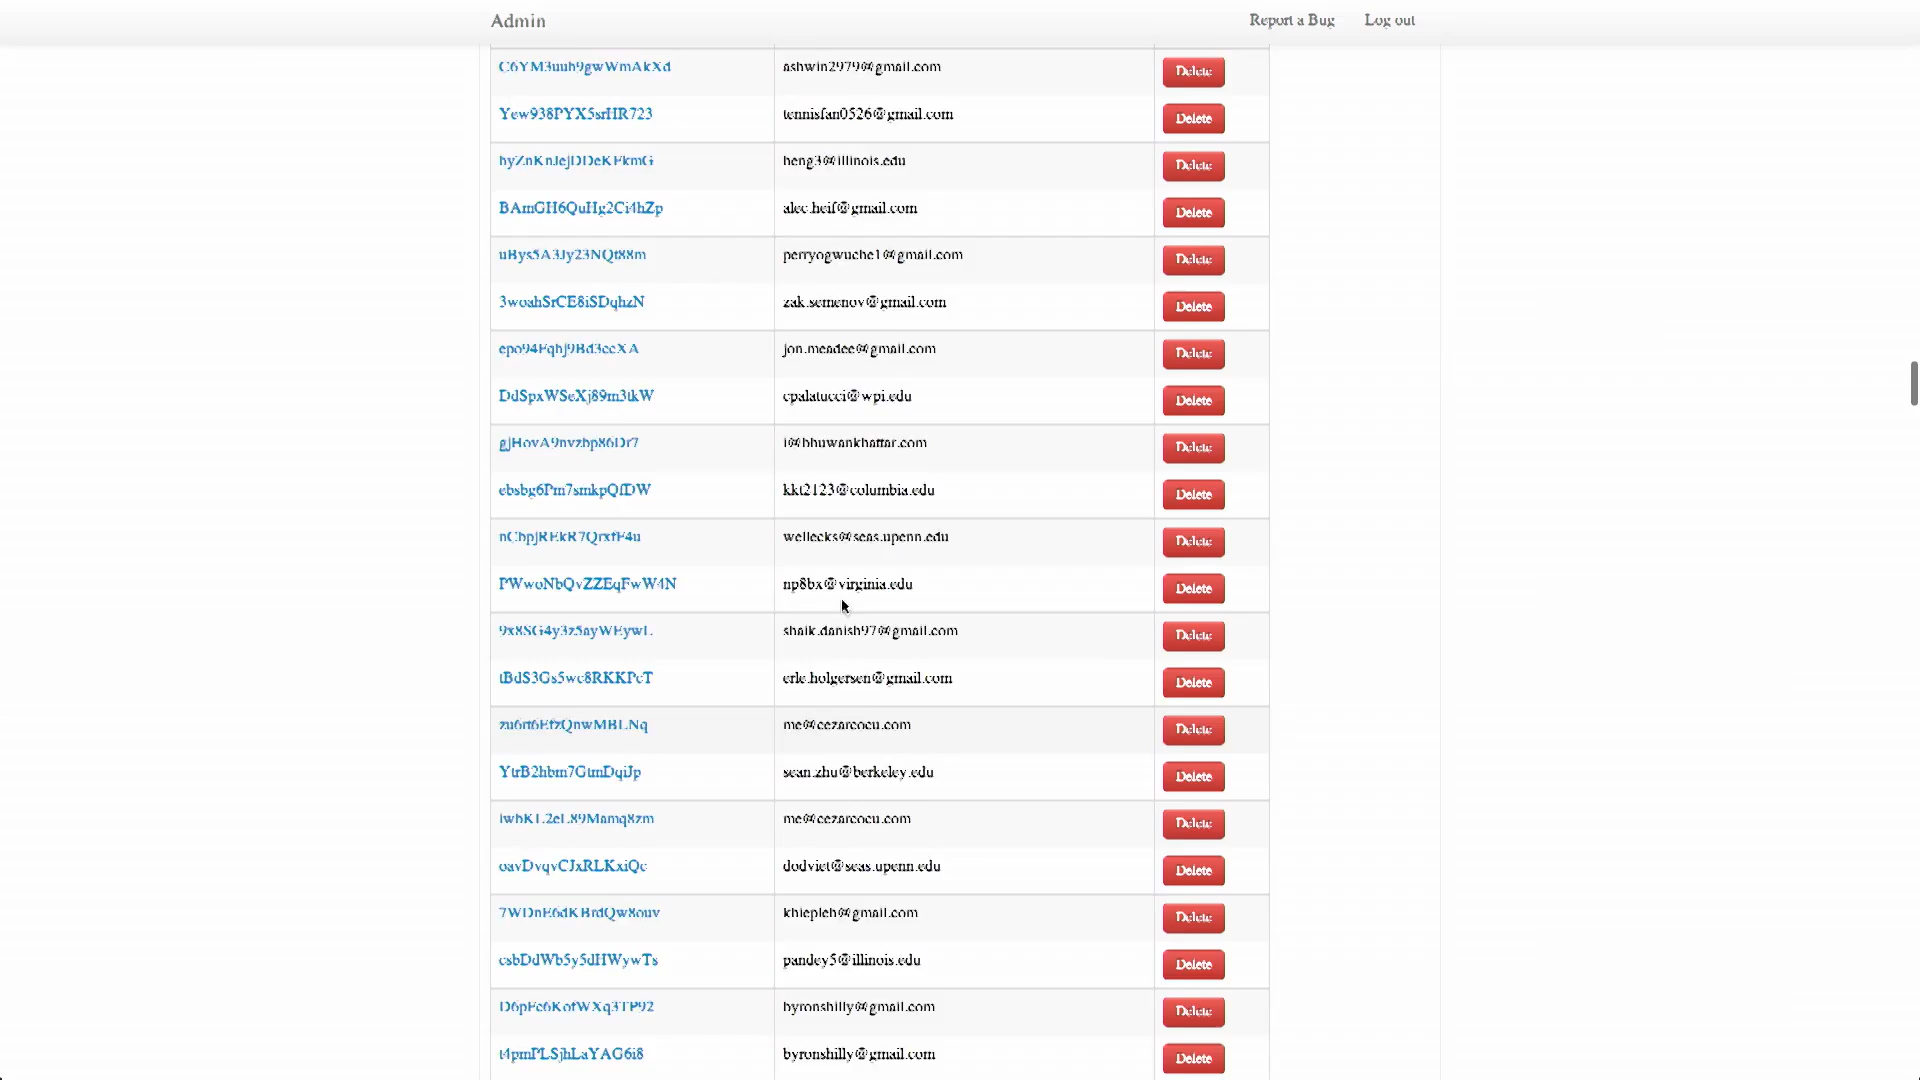 Admin Report a Bug Log out
C6YM3uuh9gwWmAkXd ashwin2979@gmail.com Delete
Yew938PYX5srHR723 tennisfan0526@gmail.com Delete
hyZnKnJejDDeKFkmG heng3@illinois.edu Delete
BAmGH6QuHg2Ci4hZp alec.heif@gmail.com Delete
uBys5A3Jy23NQt88m perryogwuche1@gmail.com Delete
3woahSrCE8iSDqhzN zak.semenov@gmail.com Delete
epo94Fqhj9Bd3ccXA jon.meadee@gmail.com Delete
DdSpxWSeXj89m3tkW cpalatucci@wpi.edu Delete
gjHovA9nvzbp86Dr7 i@bhuwankhattar.com Delete
ebsbg6Pm7smkpQfDW kkt2123@columbia.edu Delete
nCbpjREkR7QrxfF4u wellecks@seas.upenn.edu Delete
PWwoNbQvZZEqFwW4N np8bx@virginia.edu Delete
9x8SG4y3z5ayWEywL shaik.danish97@gmail.com Delete
tBdS3Gs5wc8RKKPcT erle.holgersen@gmail.com Delete
zu6rt6EfzQnwMBLNq me@cezarcocu.com Delete
YtrB2hbm7GtmDqiJp sean.zhu@berkeley.edu Delete
iwbKL2eL89Mamq8zm me@cezarcocu.com Delete
oavDvqvCJxRLKxiQc dodviet@seas.upenn.edu Delete
7WDnE6dKBrdQw8ouv khiepleh@gmail.com Delete
csbDdWb5y5dHWywTs pandey5@illinois.edu Delete
D6pFc6KofWXq3TP92 byronshilly@gmail.com Delete
t4pmPLSjhLaYAG6i8 byronshilly@gmail.com Delete